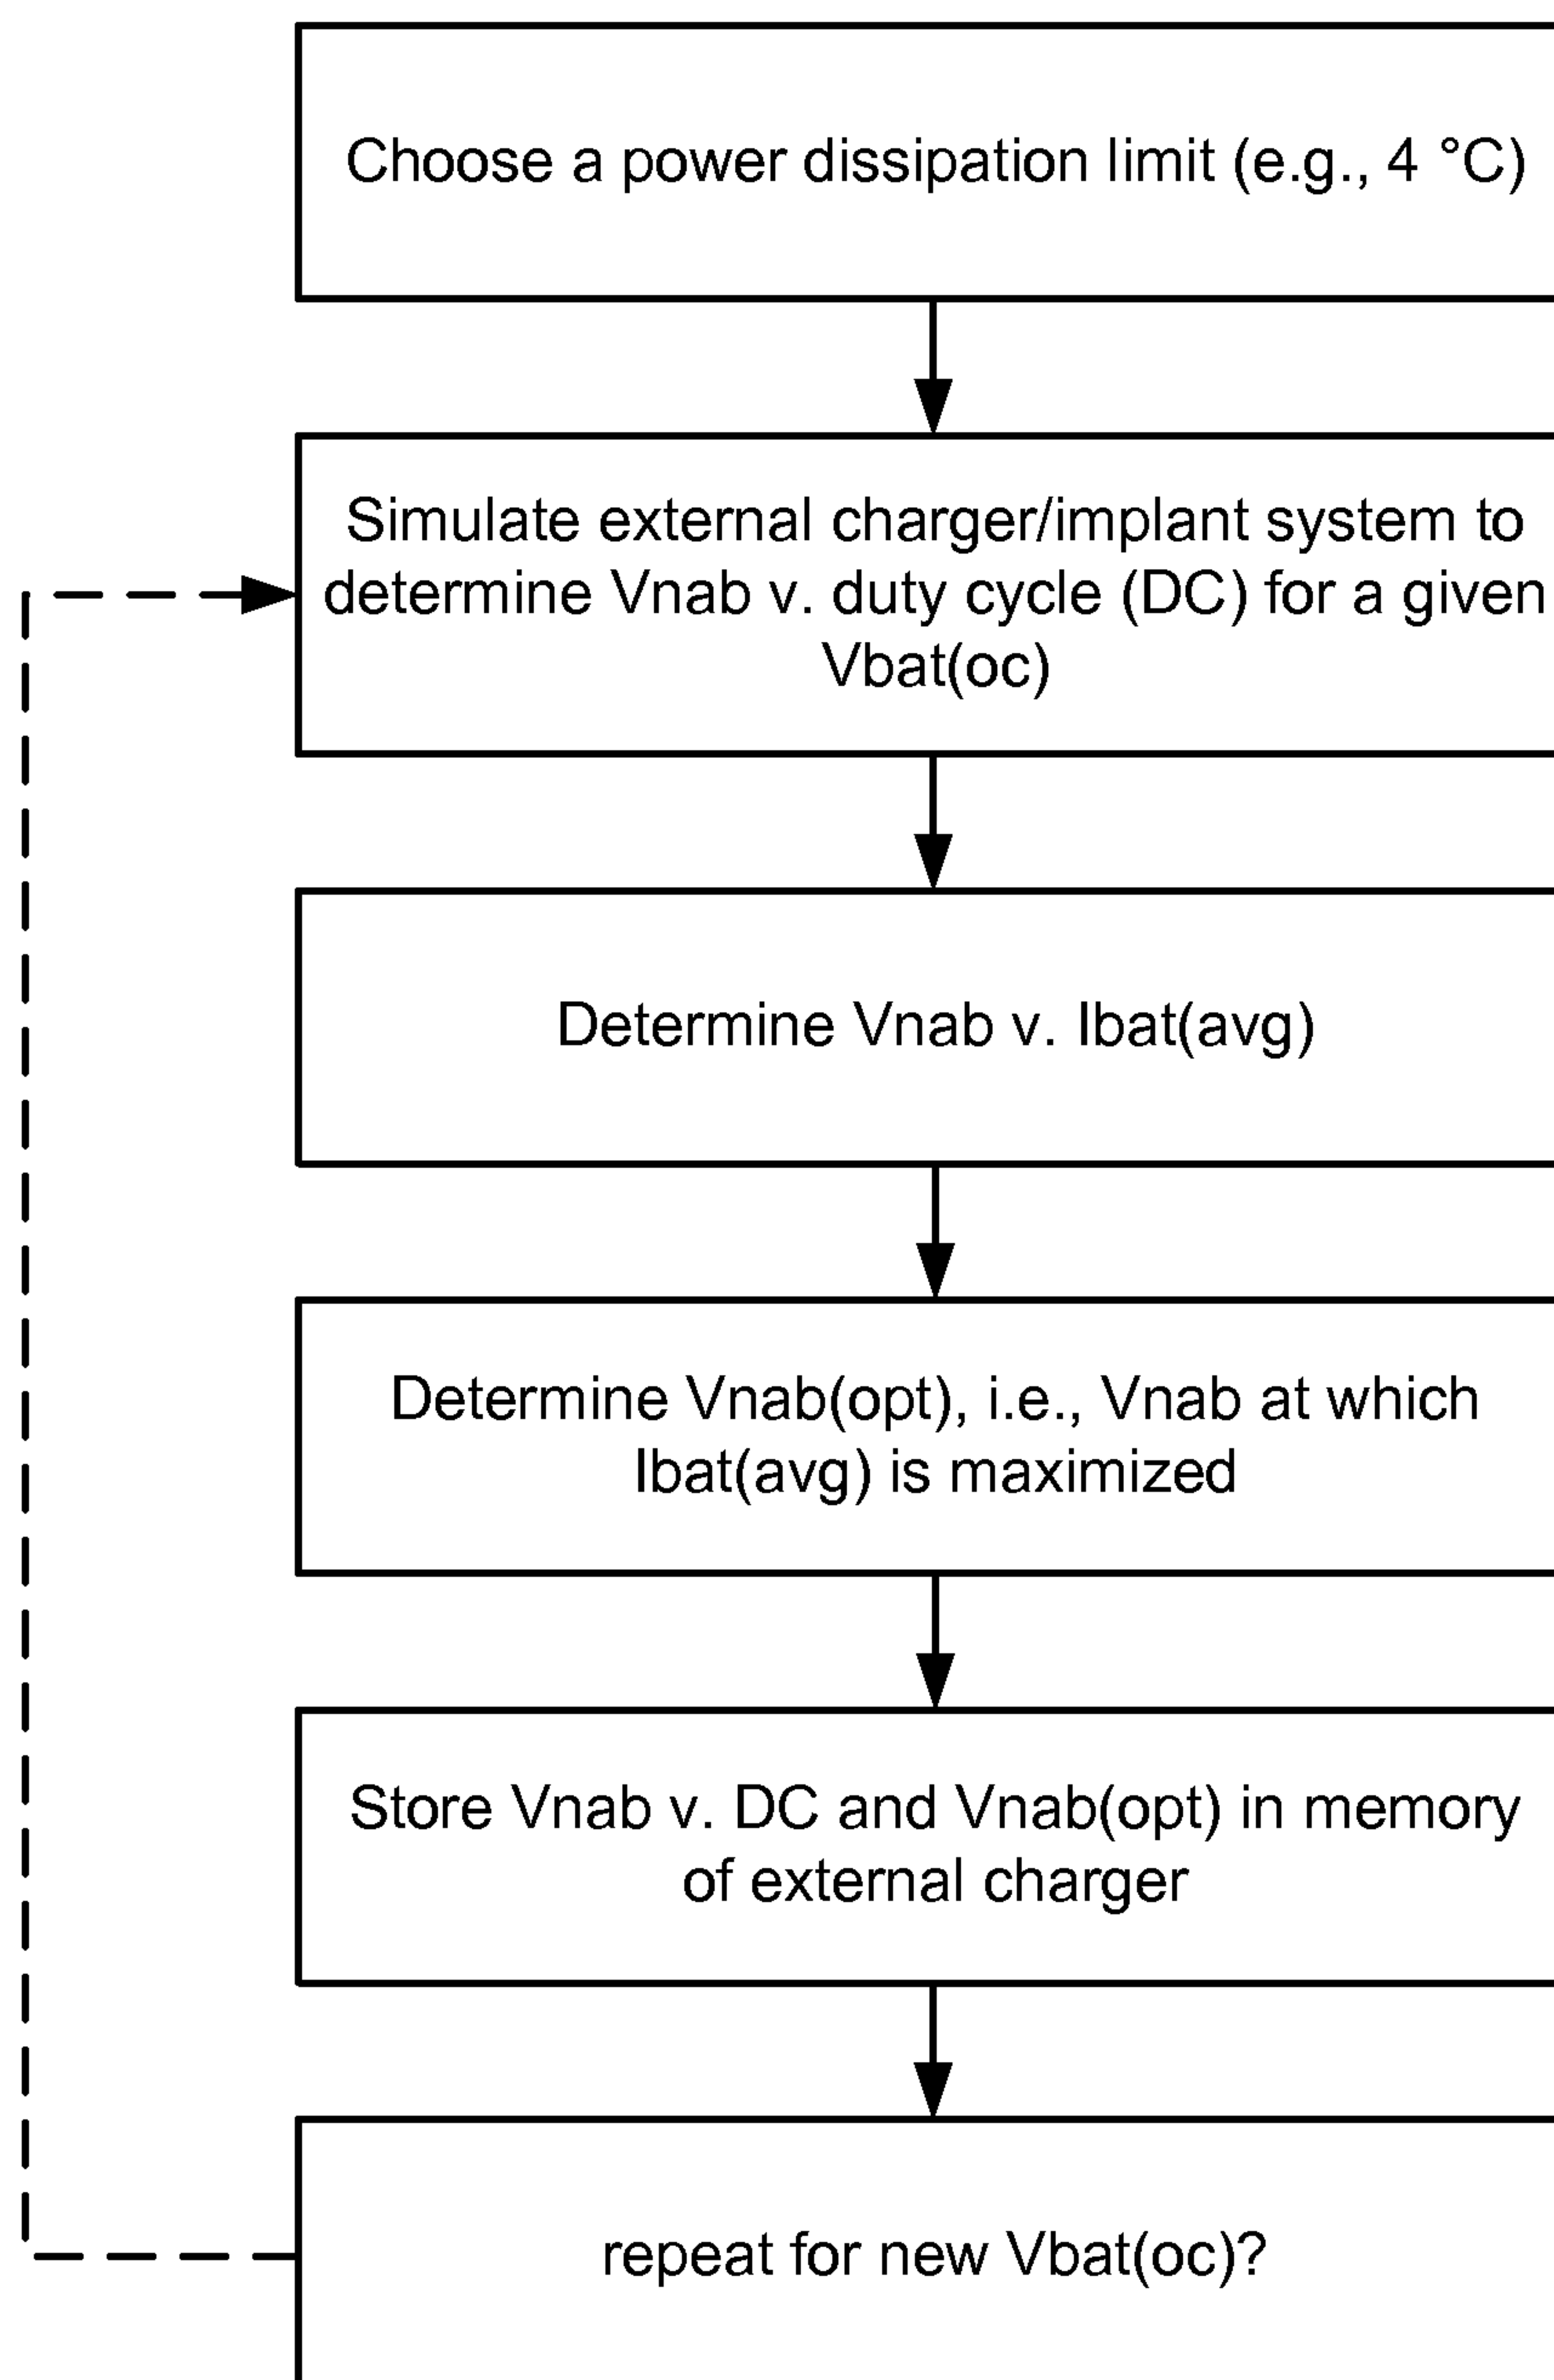 Choose a power dissipation limit (e.g., 4 °C)
Simulate external charger/implant system to
determine Vnab v. duty cycle (DC) for a given
Vbat(oc)
Determine Vnab v. Ibat(avg)
Determine Vnab(opt), i.e., Vnab at which
Ibat(avg) is maximized
Store Vnab v. DC and Vnab(opt) in memory
of external charger
repeat for new Vbat(oc)?